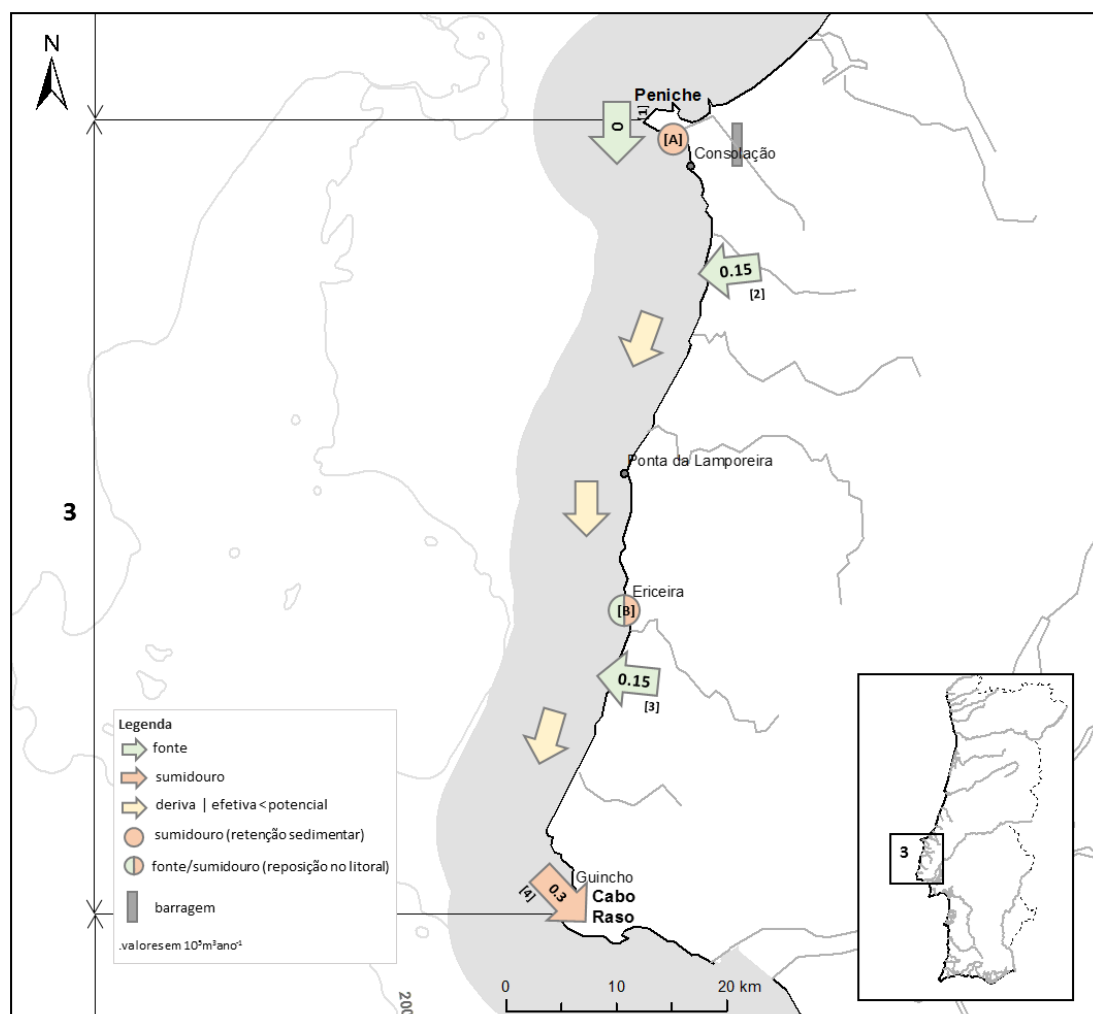 N
Peniche
[1]
0
[A]
Consolação
0.15
[2]
Ponta da Lamporeira
3
Ericeira
[B]
0.15
[3]
Guincho
0.3
[4]
Cabo
Raso
Legenda
fonte
sumidouro
deriva | efetiva < potencial
sumidouro (retenção sedimentar)
fonte/sumidouro (reposição no litoral)
barragem
.valores em 10⁵m³ano⁻¹
0 10 20 km
200
3